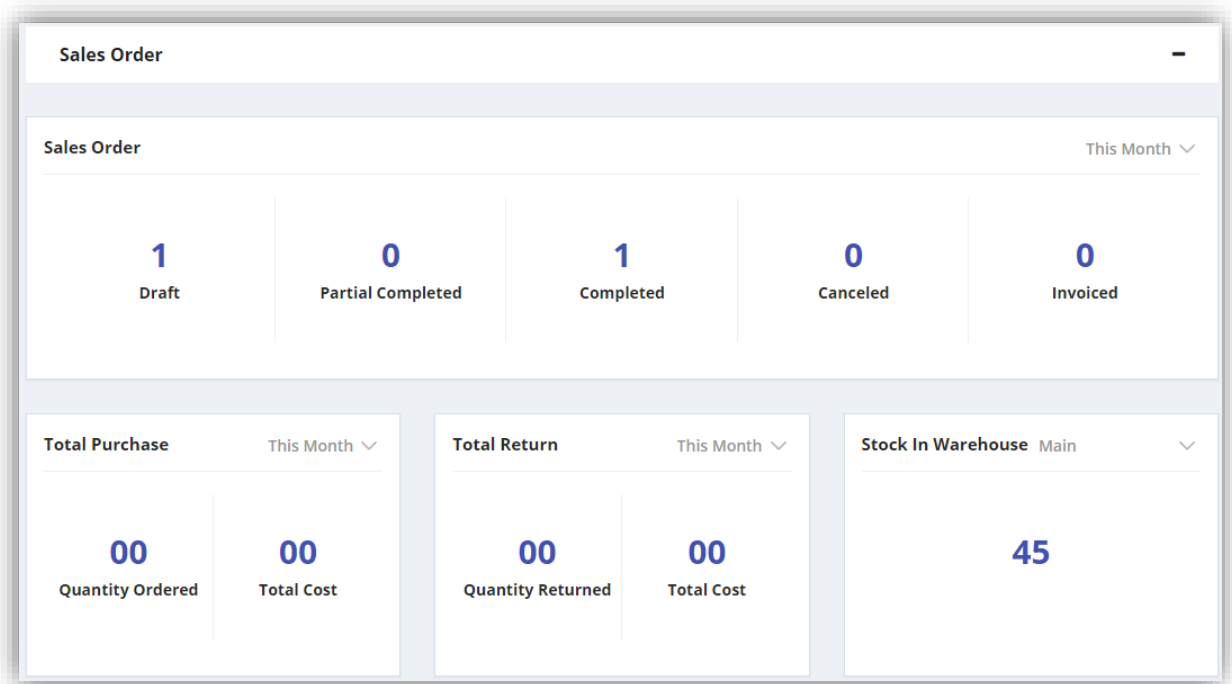 Sales Order
Sales Order This Month
1 0 1 0 0
Draft Partial Completed Completed Canceled Invoiced
Total Purchase This Month
00 00
Quantity Ordered Total Cost
Total Return This Month
00 00
Quantity Returned Total Cost
Stock In Warehouse Main
45